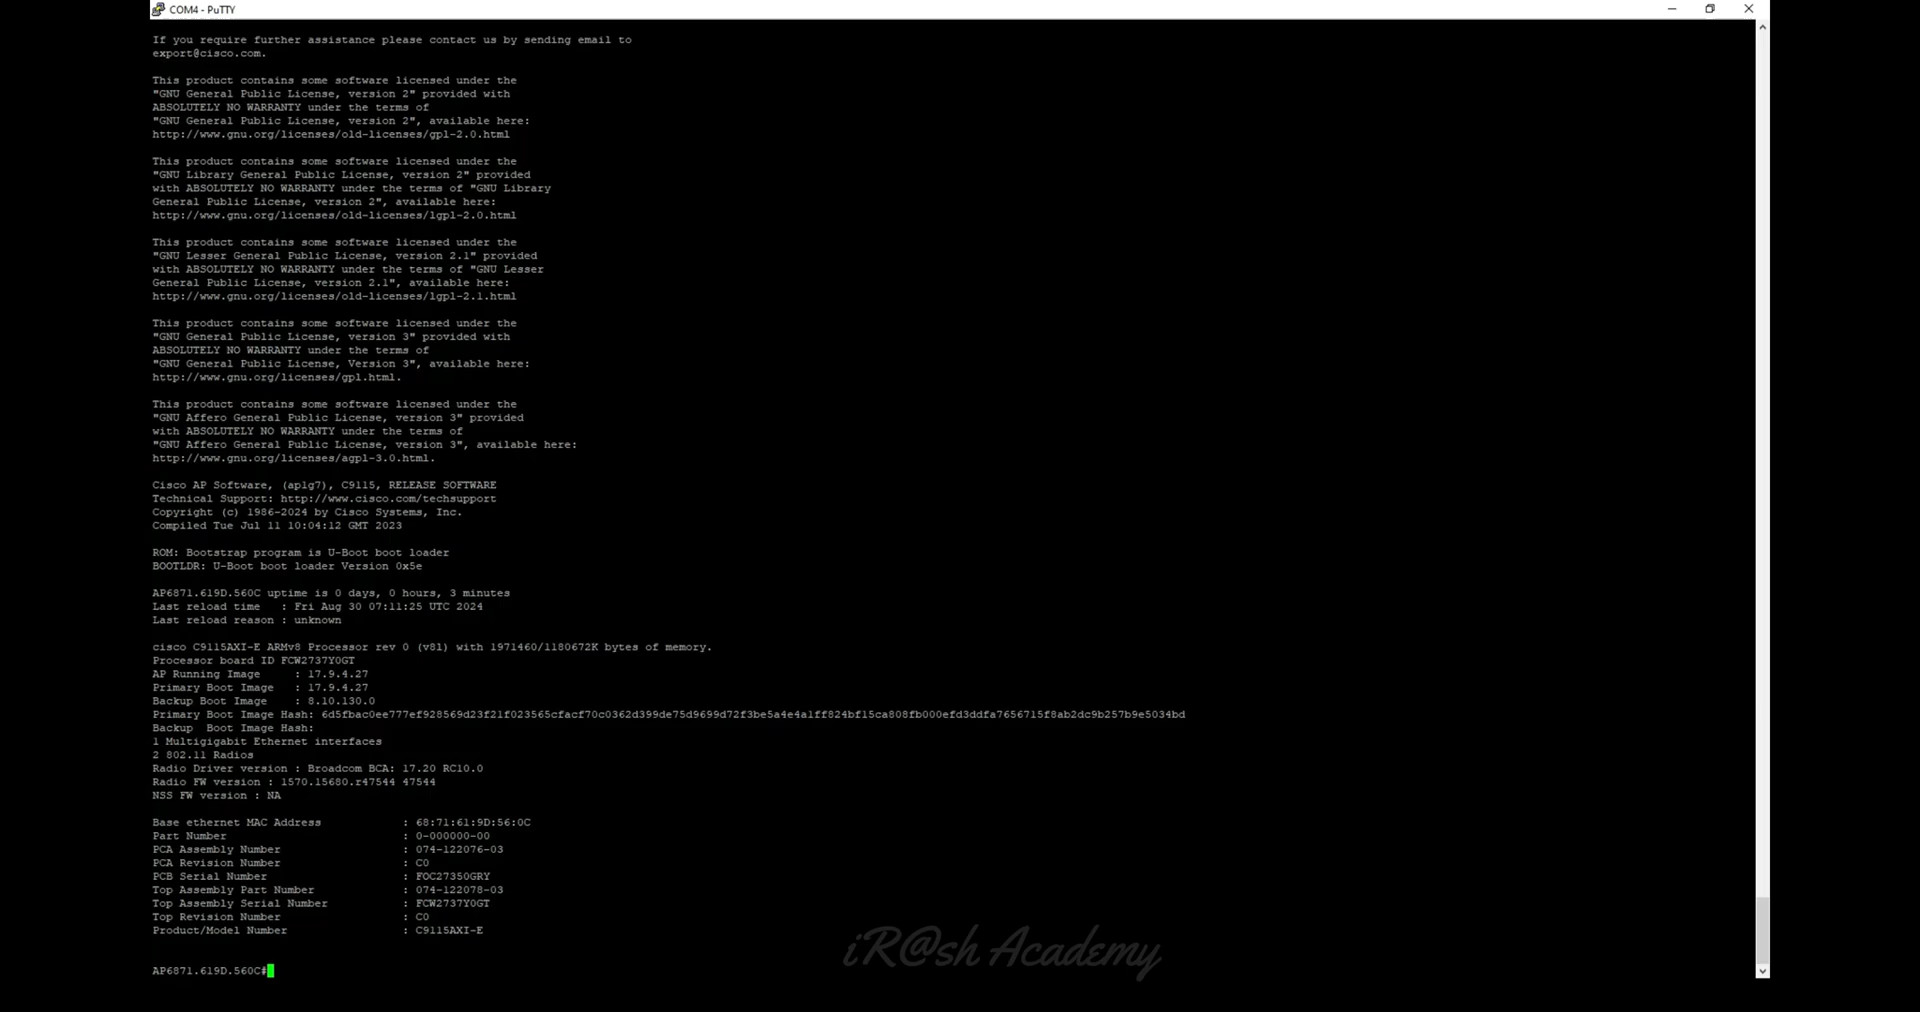 COM4 - PuTTY
If you require further assistance please contact us by sending email to
export@cisco.com.
This product contains some software licensed under the
"GNU General Public License, version 2" provided with
ABSOLUTELY NO WARRANTY under the terms of
"GNU General Public License, version 2", available here:
http://www.gnu.org/licenses/old-licenses/gpl-2.0.html
This product contains some software licensed under the
"GNU Library General Public License, version 2" provided
with ABSOLUTELY NO WARRANTY under the terms of "GNU Library
General Public License, version 2", available here:
http://www.gnu.org/licenses/old-licenses/lgpl-2.0.html
This product contains some software licensed under the
"GNU Lesser General Public License, version 2.1" provided
with ABSOLUTELY NO WARRANTY under the terms of "GNU Lesser
General Public License, version 2.1", available here:
http://www.gnu.org/licenses/old-licenses/lgpl-2.1.html
This product contains some software licensed under the
"GNU General Public License, version 3" provided with
ABSOLUTELY NO WARRANTY under the terms of
"GNU General Public License, Version 3", available here:
http://www.gnu.org/licenses/gpl.html.
This product contains some software licensed under the
"GNU Affero General Public License, version 3" provided
with ABSOLUTELY NO WARRANTY under the terms of
"GNU Affero General Public License, version 3", available here:
http://www.gnu.org/licenses/agpl-3.0.html.
Cisco AP Software, (ap1g7), C9115, RELEASE SOFTWARE
Technical Support: http://www.cisco.com/techsupport
Copyright (c) 1986-2024 by Cisco Systems, Inc.
Compiled Tue Jul 11 10:04:12 GMT 2023
ROM: Bootstrap program is U-Boot boot loader
BOOTLDR: U-Boot boot loader Version 0x5e
AP6871.619D.560C uptime is 0 days, 0 hours, 3 minutes
Last reload time   : Fri Aug 30 07:11:25 UTC 2024
Last reload reason : unknown
cisco C9115AXI-E ARMv8 Processor rev 0 (v8l) with 1971460/1180672K bytes of memory.
Processor board ID FCW2737Y0GT
AP Running Image     : 17.9.4.27
Primary Boot Image   : 17.9.4.27
Backup Boot Image    : 8.10.130.0
Primary Boot Image Hash: 6d5fbac0ee777ef928569d23f21f023565cfacf70c0362d399de75d9699d72f3be5a4e4a1ff824bf15ca808fb000efd3ddfa7656715f8ab2dc9b257b9e5034bd
Backup  Boot Image Hash:
1 Multigigabit Ethernet interfaces
2 802.11 Radios
Radio Driver version : Broadcom BCA: 17.20 RC10.0
Radio FW version : 1570.15680.r47544 47544
NSS FW version : NA
Base ethernet MAC Address            : 68:71:61:9D:56:0C
Part Number                          : 0-000000-00
PCA Assembly Number                  : 074-122076-03
PCA Revision Number                  : C0
PCB Serial Number                    : FOC27350GRY
Top Assembly Part Number             : 074-122078-03
Top Assembly Serial Number           : FCW2737Y0GT
Top Revision Number                  : C0
Product/Model Number                 : C9115AXI-E
iR@sh Academy
AP6871.619D.560C#